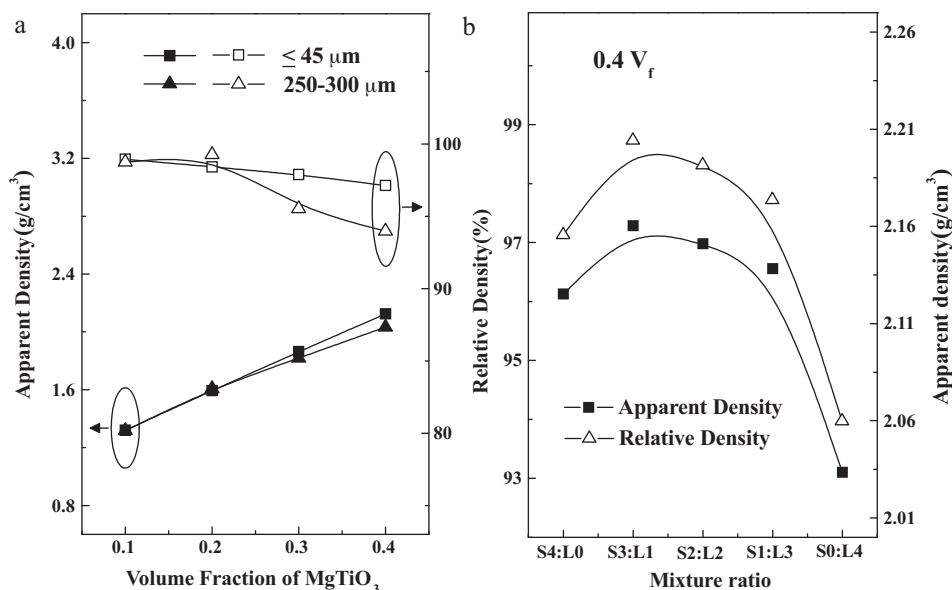 a
≤ 45 μm
250-300 μm
4.0
3.2
2.4
1.6
0.8
Apparent Density(g/cm³)
100
90
80
0.1 0.2 0.3 0.4
Volume Fraction of MgTiO₃
b
0.4 V_f
99
97
95
93
Relative Density(%)
2.26
2.21
2.16
2.11
2.06
2.01
Apparent density(g/cm³)
Apparent Density
Relative Density
S4:L0 S3:L1 S2:L2 S1:L3 S0:L4
Mixture ratio